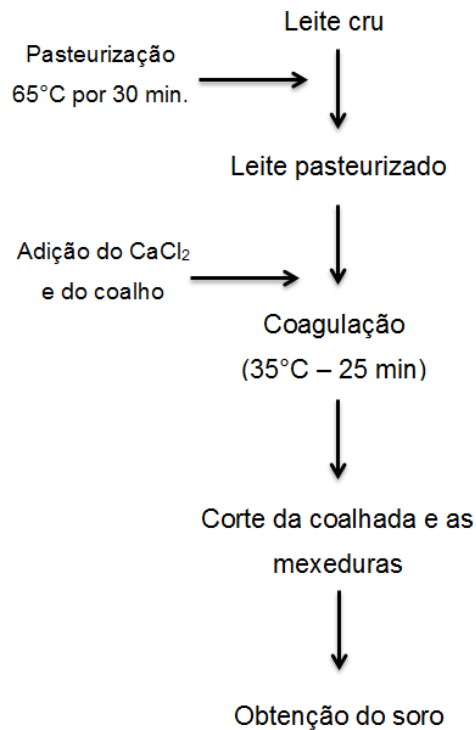 Leite cru
Pasteurização
65°C por 30 min.
Leite pasteurizado
Adição do CaCl₂
e do coalho
Coagulação
(35°C – 25 min)
Corte da coalhada e as
mexeduras
Obtenção do soro